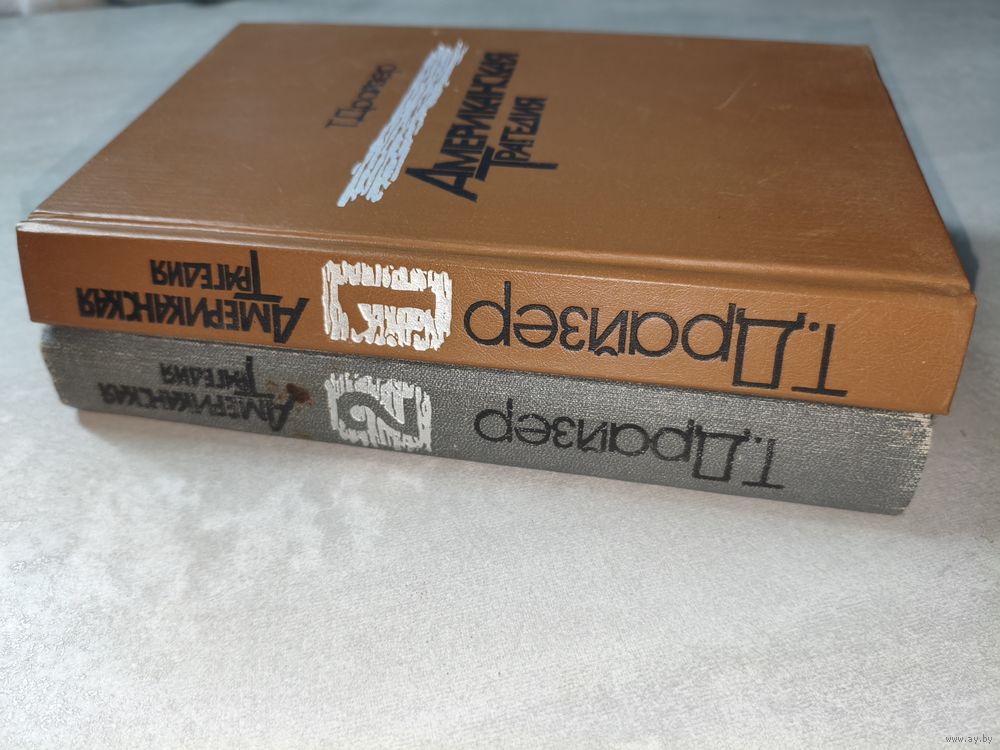 Т. Драйзер
Американская
Трагедия
Т. Драйзер
1
Американская
Трагедия
Т. Драйзер
2
Американская
Трагедия
www.ay.by